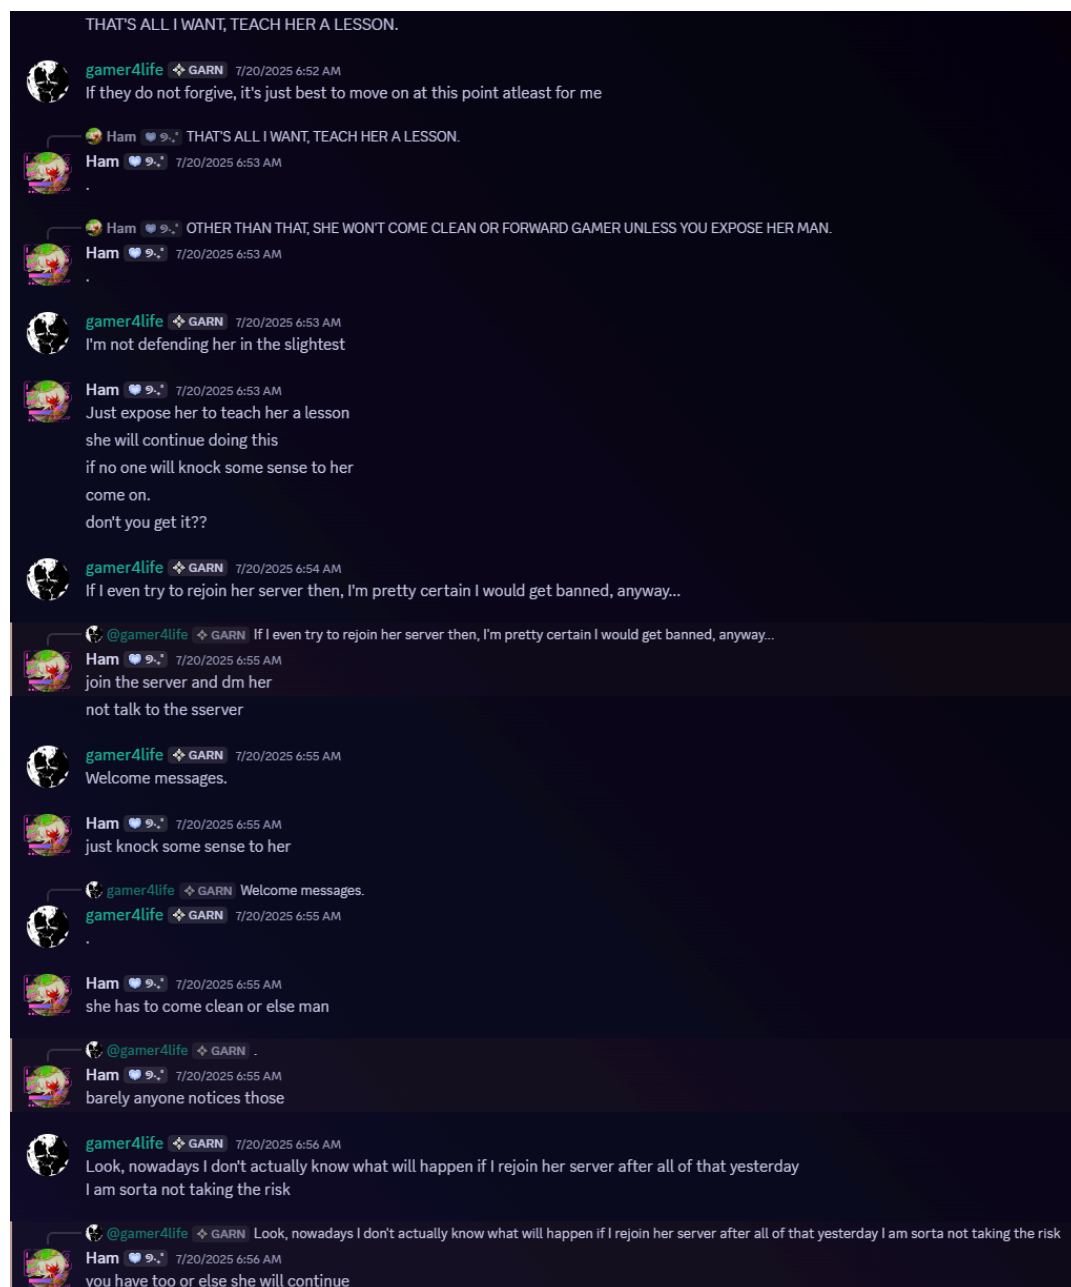 THAT'S ALL I WANT, TEACH HER A LESSON.
gamer4life GARN 7/20/2025 6:52 AM
If they do not forgive, it's just best to move on at this point atleast for me
Ham THAT'S ALL I WANT, TEACH HER A LESSON.
Ham 7/20/2025 6:53 AM
.
Ham OTHER THAN THAT, SHE WON'T COME CLEAN OR FORWARD GAMER UNLESS YOU EXPOSE HER MAN.
Ham 7/20/2025 6:53 AM
.
gamer4life GARN 7/20/2025 6:53 AM
I'm not defending her in the slightest
Ham 7/20/2025 6:53 AM
Just expose her to teach her a lesson
she will continue doing this
if no one will knock some sense to her
come on.
don't you get it??
gamer4life GARN 7/20/2025 6:54 AM
If I even try to rejoin her server then, I'm pretty certain I would get banned, anyway...
@gamer4life GARN If I even try to rejoin her server then, I'm pretty certain I would get banned, anyway...
Ham 7/20/2025 6:55 AM
join the server and dm her
not talk to the sserver
gamer4life GARN 7/20/2025 6:55 AM
Welcome messages.
Ham 7/20/2025 6:55 AM
just knock some sense to her
gamer4life GARN Welcome messages.
gamer4life GARN 7/20/2025 6:55 AM
.
Ham 7/20/2025 6:55 AM
she has to come clean or else man
@gamer4life GARN .
Ham 7/20/2025 6:55 AM
barely anyone notices those
gamer4life GARN 7/20/2025 6:56 AM
Look, nowadays I don't actually know what will happen if I rejoin her server after all of that yesterday
I am sorta not taking the risk
@gamer4life GARN Look, nowadays I don't actually know what will happen if I rejoin her server after all of that yesterday I am sorta not taking the risk
Ham 7/20/2025 6:56 AM
you have too or else she will continue